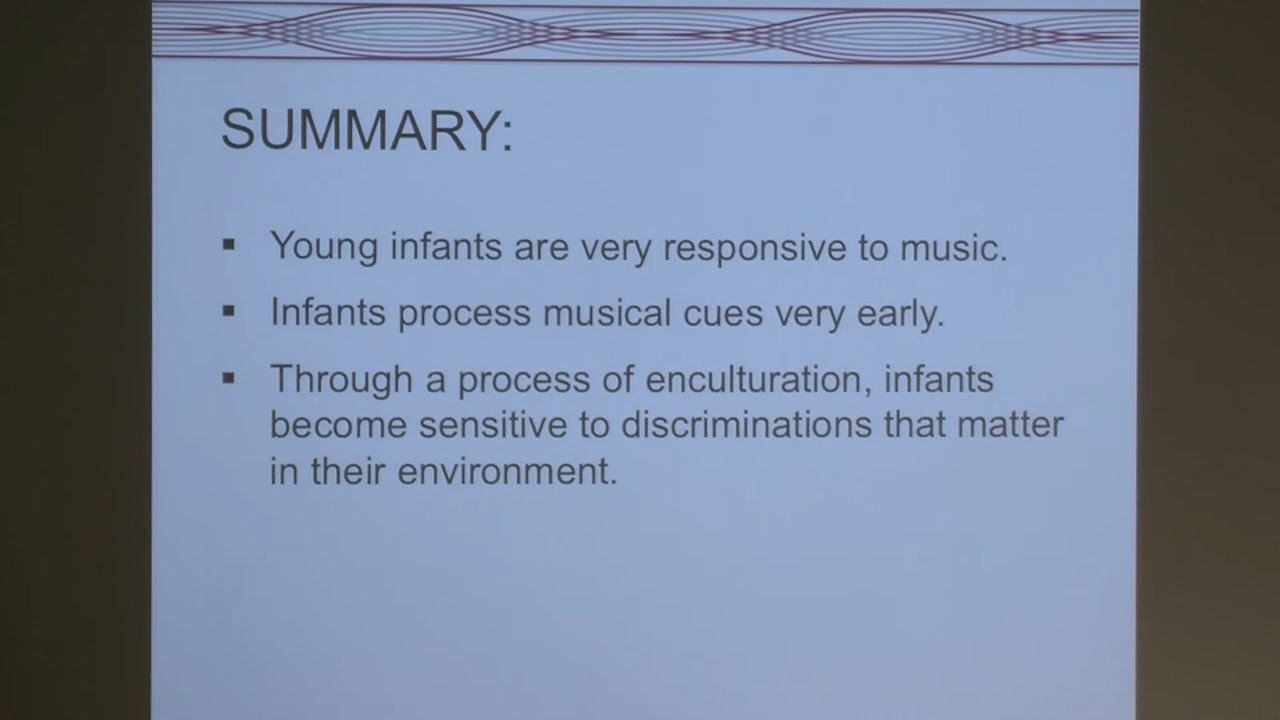 SUMMARY:
▪ Young infants are very responsive to music.
▪ Infants process musical cues very early.
▪ Through a process of enculturation, infants
become sensitive to discriminations that matter
in their environment.